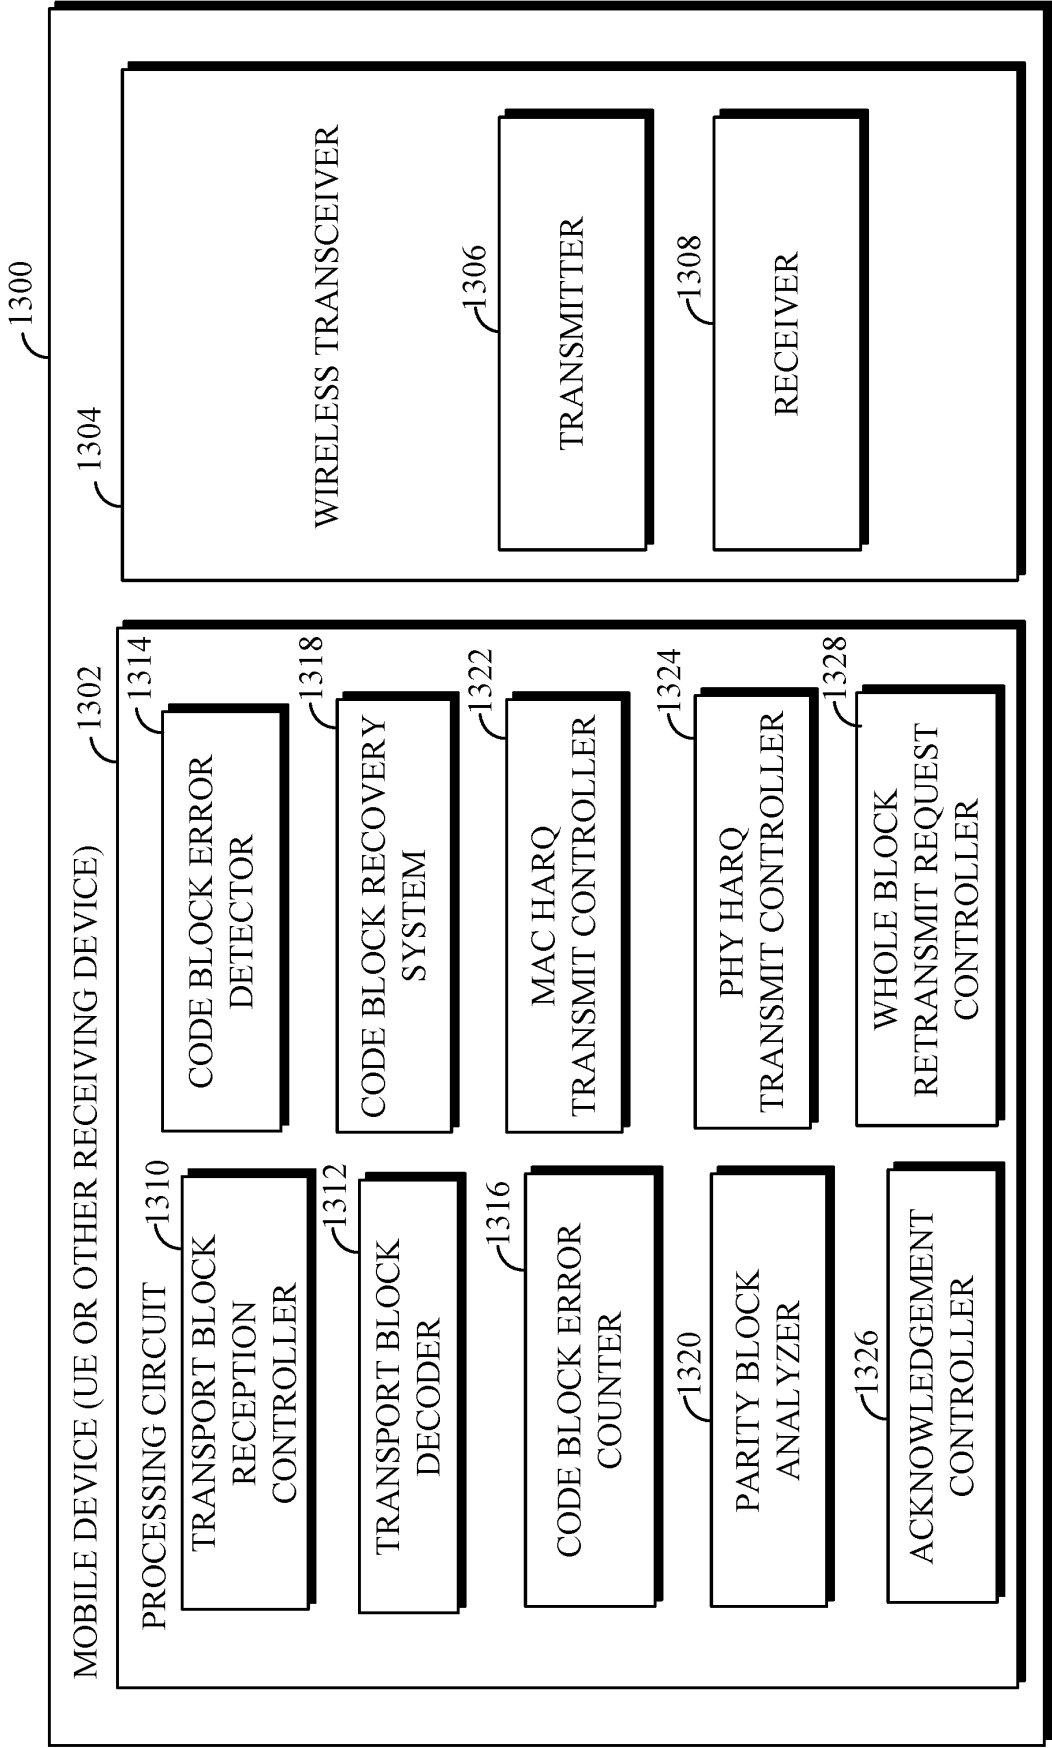 1300
MOBILE DEVICE (UE OR OTHER RECEIVING DEVICE)
1302
1304
PROCESSING CIRCUIT
1310
TRANSPORT BLOCK
RECEPTION
CONTROLLER
1314
CODE BLOCK ERROR
DETECTOR
1312
TRANSPORT BLOCK
DECODER
1318
CODE BLOCK RECOVERY
SYSTEM
1316
CODE BLOCK ERROR
COUNTER
1322
MAC HARQ
TRANSMIT CONTROLLER
1320
PARITY BLOCK
ANALYZER
1324
PHY HARQ
TRANSMIT CONTROLLER
1326
ACKNOWLEDGEMENT
CONTROLLER
1328
WHOLE BLOCK
RETRANSMIT REQUEST
CONTROLLER
WIRELESS TRANSCEIVER
1306
TRANSMITTER
1308
RECEIVER